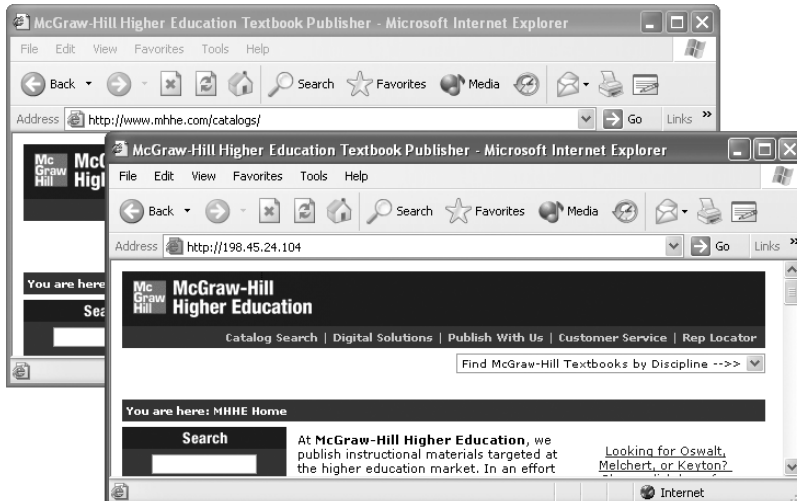 McGraw-Hill Higher Education Textbook Publisher - Microsoft Internet Explorer
File Edit View Favorites Tools Help
Back Search Favorites Media
Address http://www.mhhe.com/catalogs/ Go Links »
Mc Graw Hill
You are here
McGraw-Hill Higher Education Textbook Publisher - Microsoft Internet Explorer
File Edit View Favorites Tools Help
Back Search Favorites Media
Address http://198.45.24.104 Go Links »
Mc Graw Hill
McGraw-Hill
Higher Education
Catalog Search | Digital Solutions | Publish With Us | Customer Service | Rep Locator
Find McGraw-Hill Textbooks by Discipline -->>
You are here: MHHE Home
Search
At McGraw-Hill Higher Education, we
publish instructional materials targeted at
the higher education market. In an effort
Looking for Oswalt,
Melchert, or Keyton?
Internet